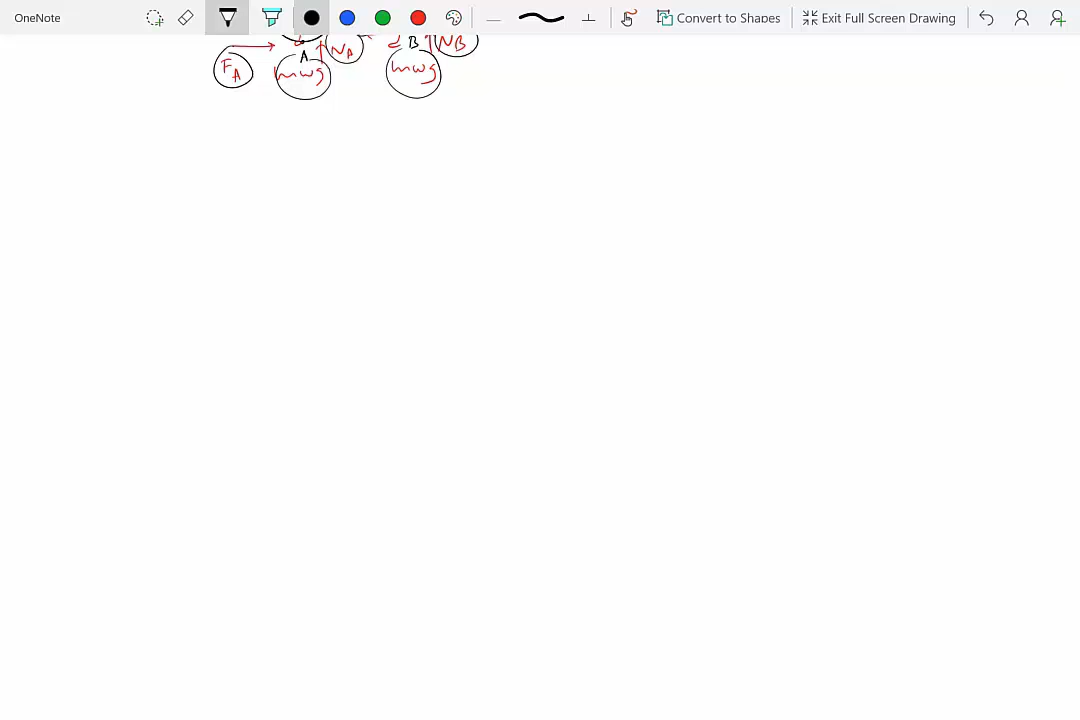 OneNote
Convert to Shapes
Exit Full Screen Drawing
FA A NA B NB
mwg mwg